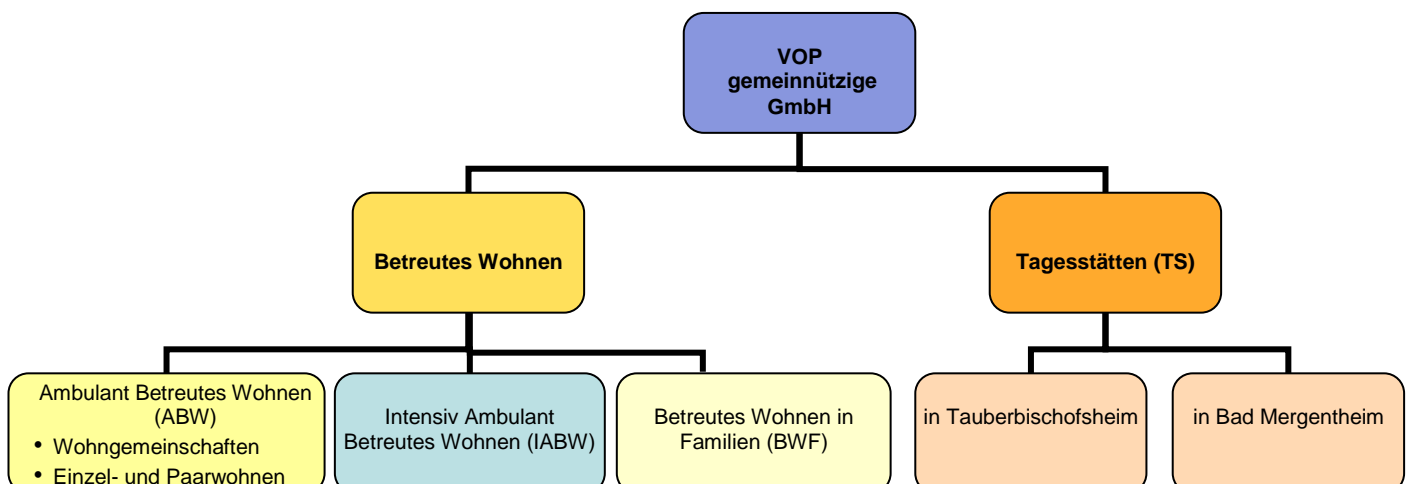 VOP
gemeinnützige
GmbH
Betreutes Wohnen
Tagesstätten (TS)
Ambulant Betreutes Wohnen
(ABW)
• Wohngemeinschaften
• Einzel- und Paarwohnen
Intensiv Ambulant
Betreutes Wohnen (IABW)
Betreutes Wohnen in
Familien (BWF)
in Tauberbischofsheim
in Bad Mergentheim